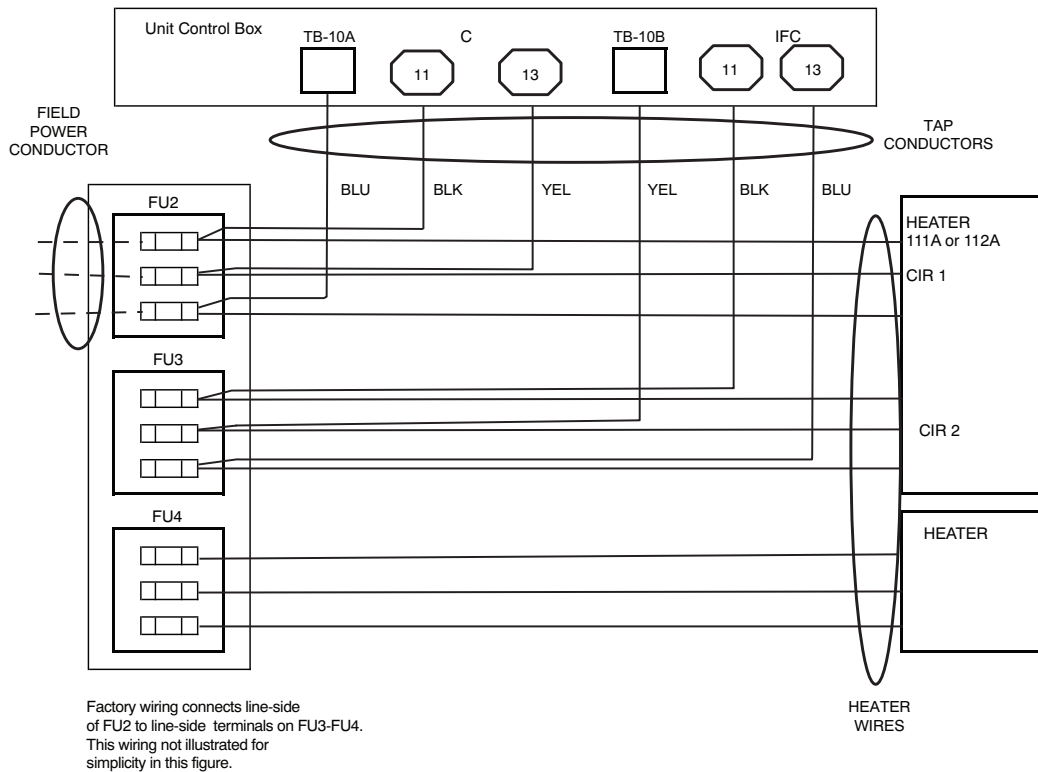 Unit Control Box
TB-10A
C
TB-10B
IFC
11
13
11
13
FIELD
POWER
CONDUCTOR
TAP
CONDUCTORS
BLU
BLK
YEL
YEL
BLK
BLU
FU2
HEATER
111A or 112A
CIR 1
FU3
CIR 2
FU4
HEATER
Factory wiring connects line-side
of FU2 to line-side terminals on FU3-FU4.
This wiring not illustrated for
simplicity in this figure.
HEATER
WIRES